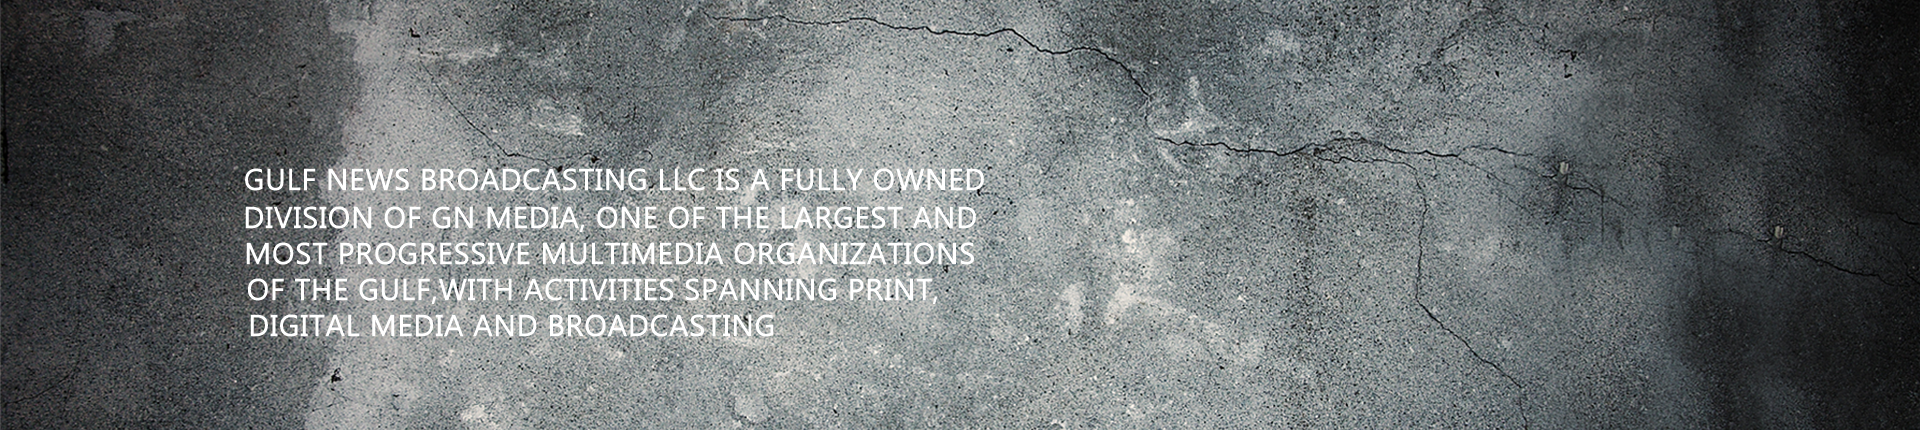 GULF NEWS BROADCASTING LLC IS A FULLY OWNED
DIVISION OF GN MEDIA, ONE OF THE LARGEST AND
MOST PROGRESSIVE MULTIMEDIA ORGANIZATIONS
OF THE GULF,WITH ACTIVITIES SPANNING PRINT,
DIGITAL MEDIA AND BROADCASTING